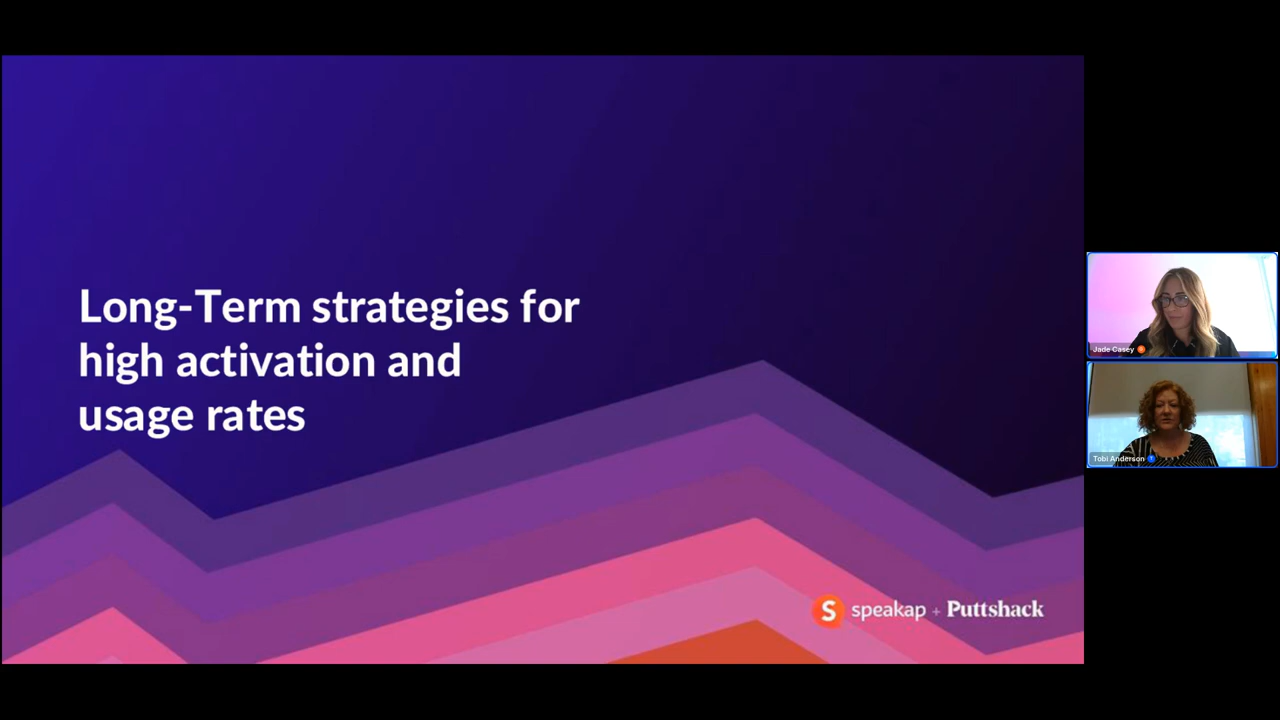 Long-Term strategies for
high activation and
usage rates
S speakap + Puttshack
Jade Casey
Tobi Anderson